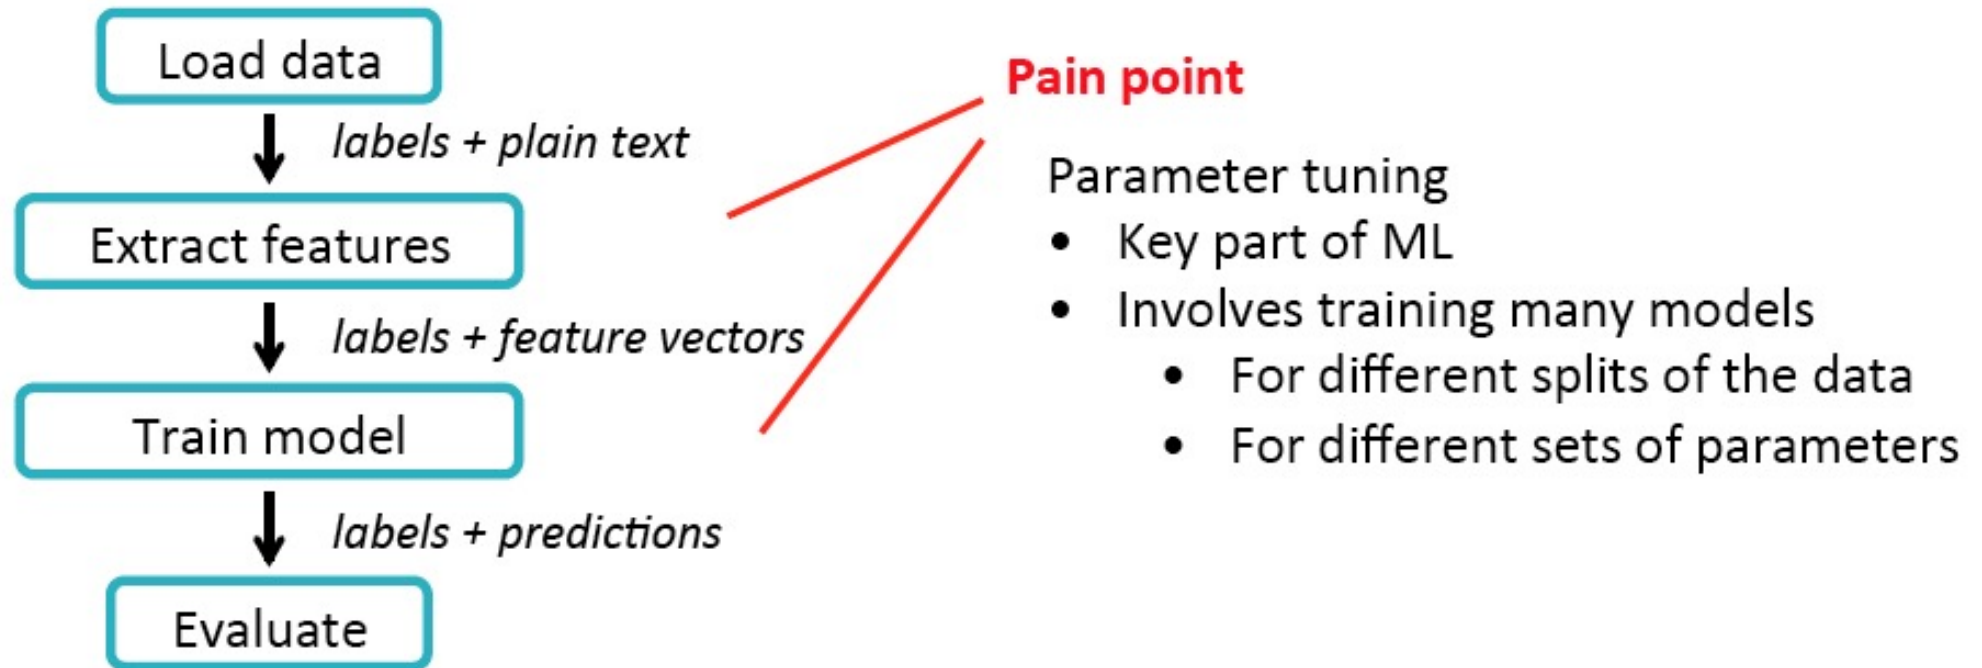 Load data
labels + plain text
Extract features
labels + feature vectors
Train model
labels + predictions
Evaluate
Pain point
Parameter tuning
• Key part of ML
• Involves training many models
• For different splits of the data
• For different sets of parameters